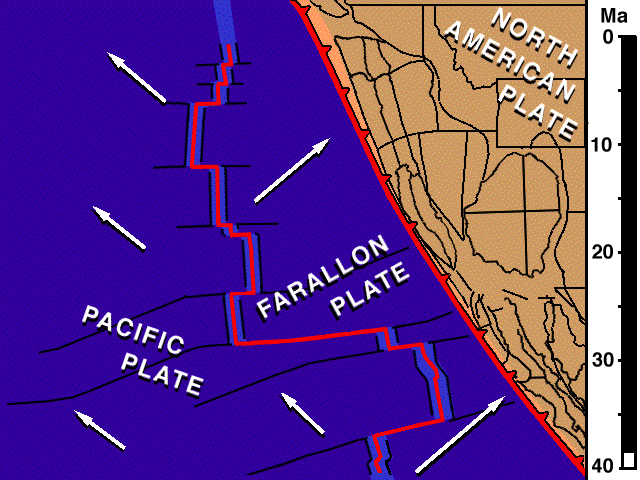 NORTH
AMERICAN
PLATE
FARALLON
PLATE
PACIFIC
PLATE
Ma
0
10
20
30
40